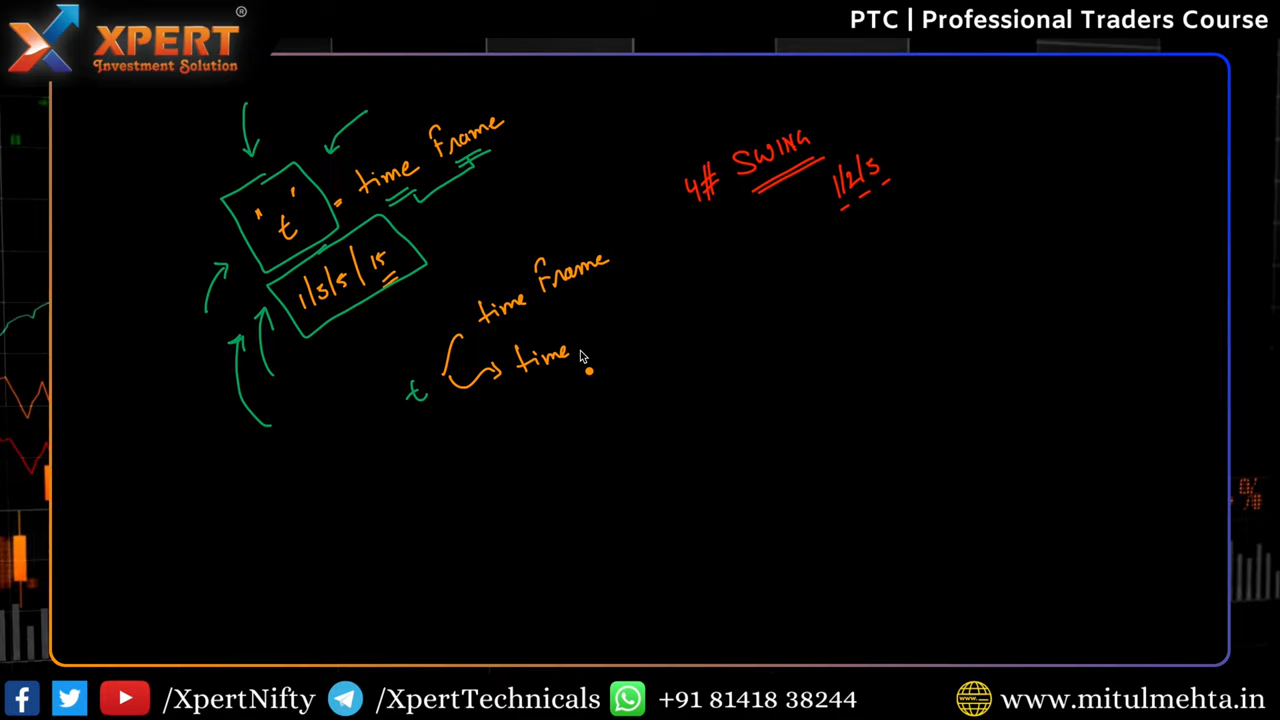 PTC | Professional Traders Course
XPERT®
Investment Solution
"t" = time Frame
1/3/5/15
4# SWING
1/2/5
time Frame
t → time
/XpertNifty /XpertTechnicals +91 81418 38244 www.mitulmehta.in